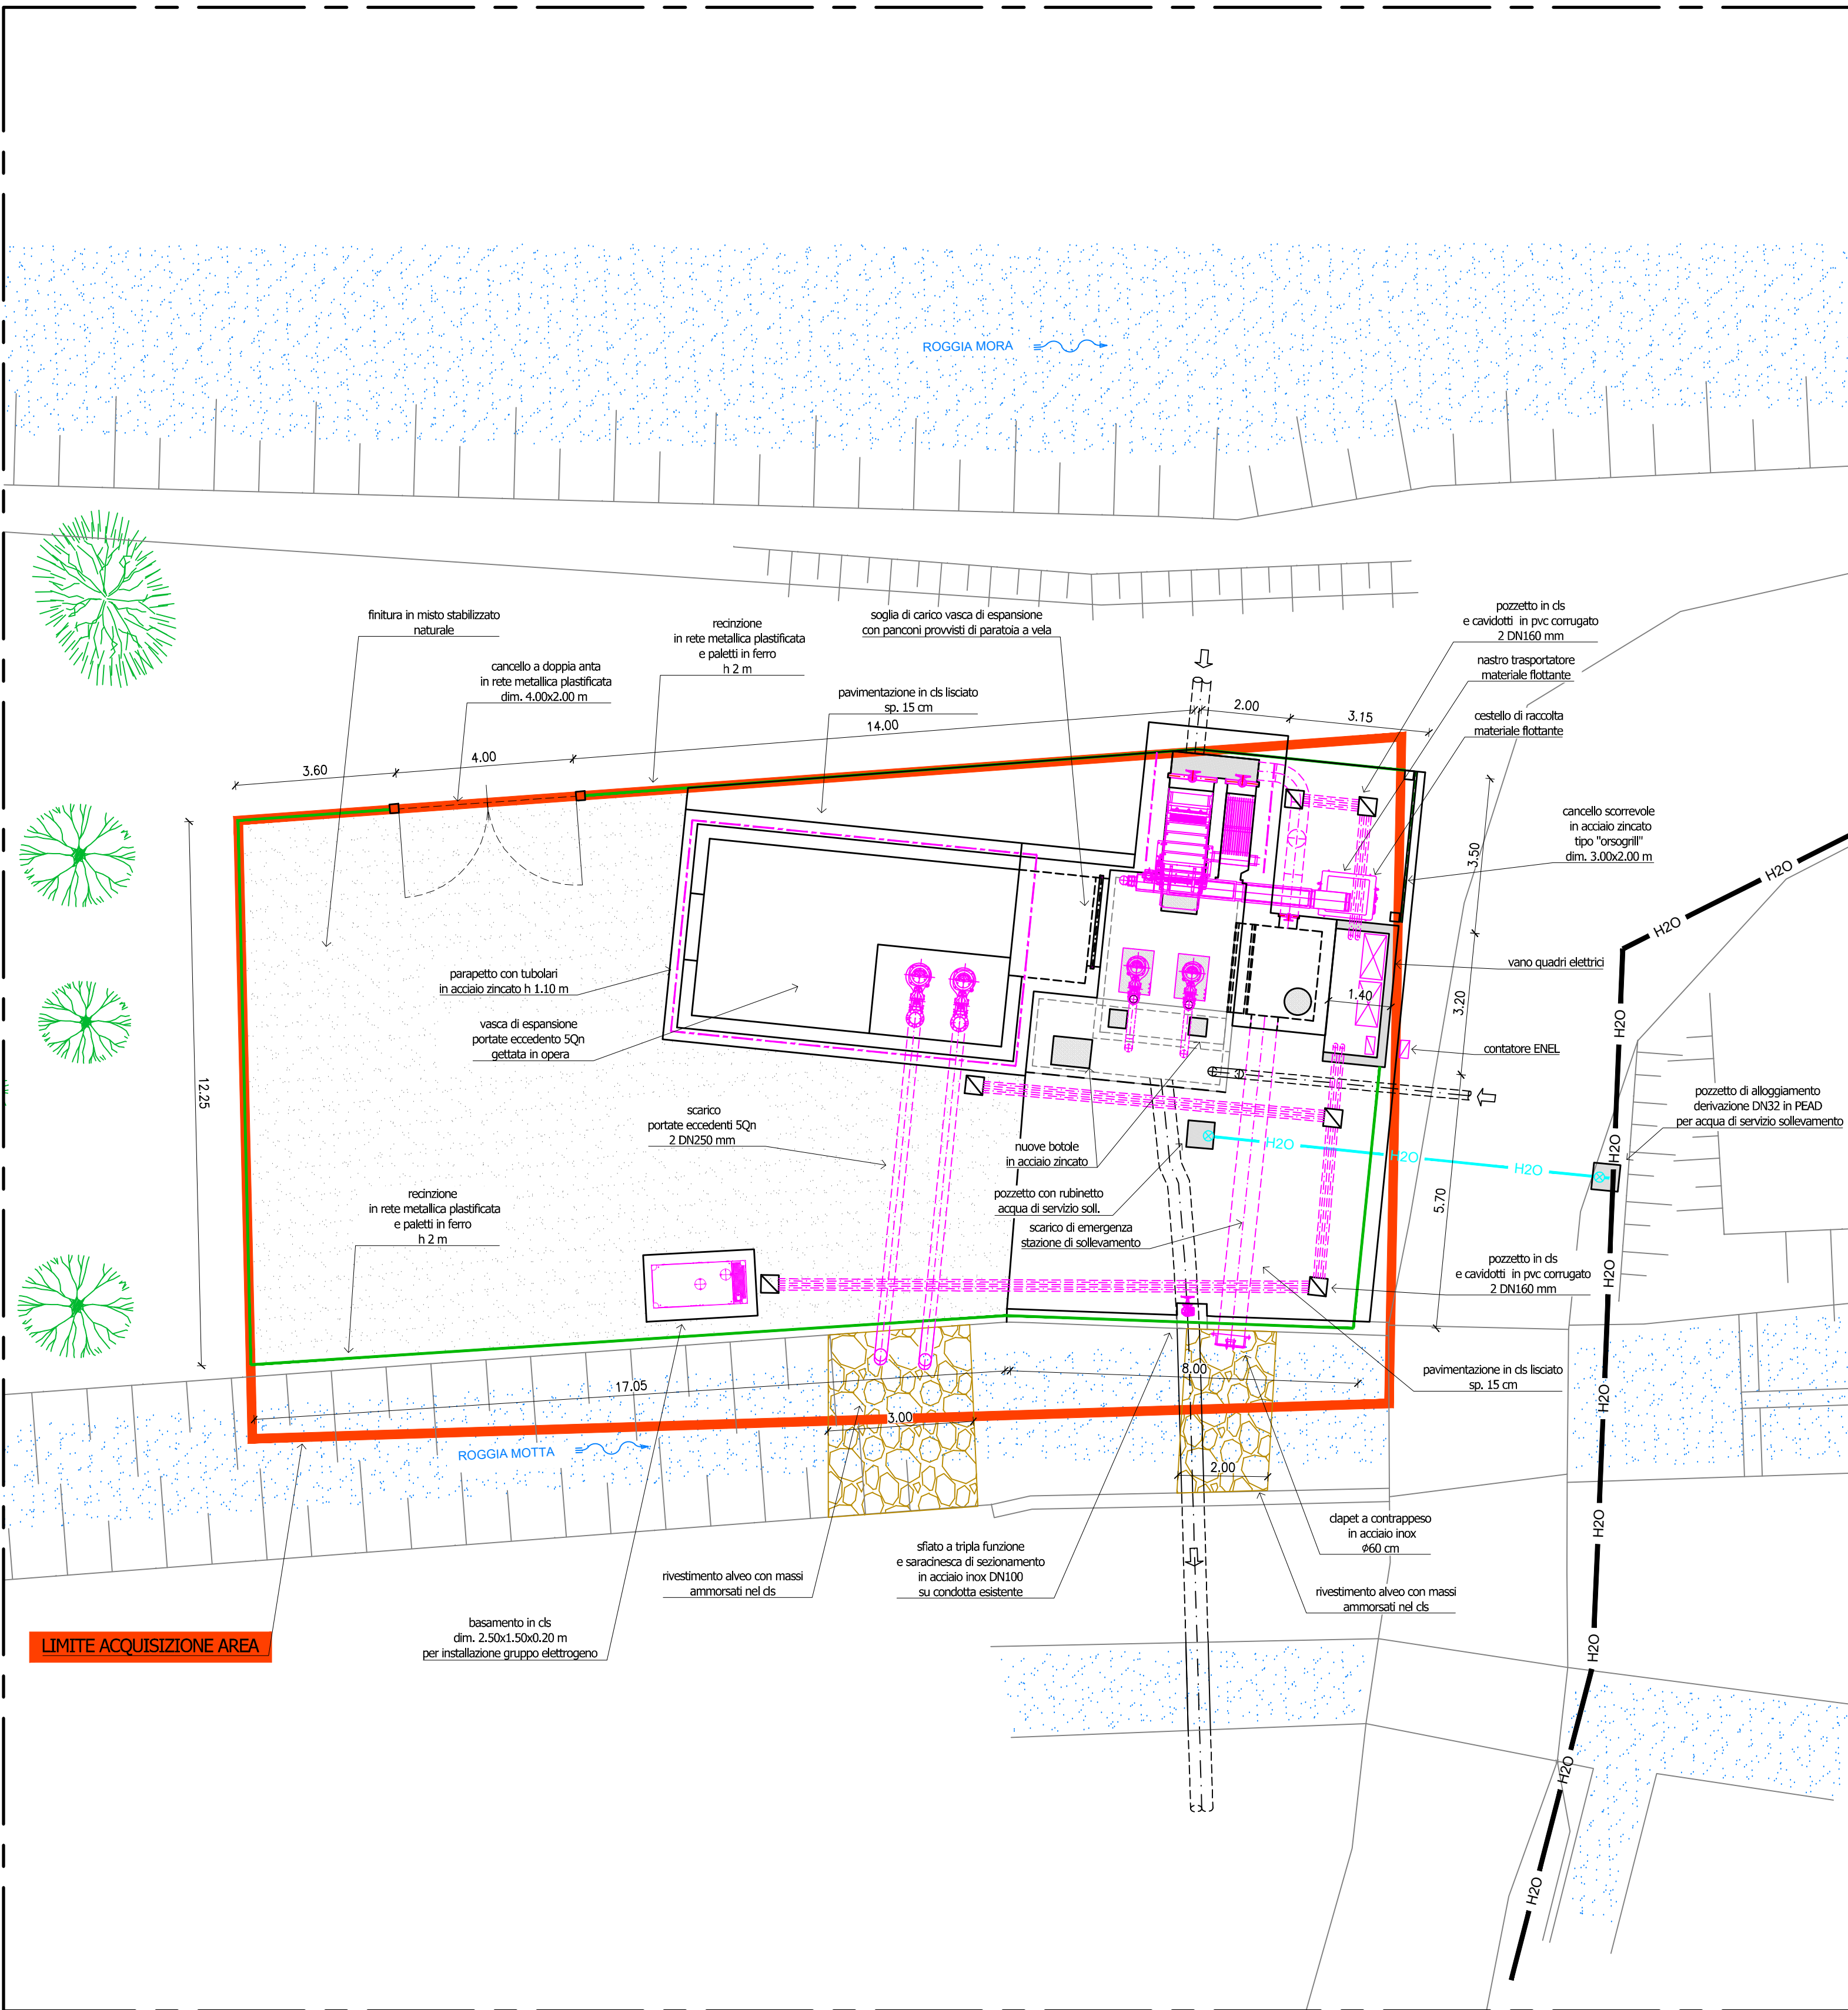 ROGGIA MORA
finitura in misto stabilizzato
naturale
cancello a doppia anta
in rete metallica plastificata
dim. 4.00x2.00 m
recinzione
in rete metallica plastificata
e paletti in ferro
h 2 m
soglia di carico vasca di espansione
con panconi provvisti di paratoia a vela
pavimentazione in cls lisciato
sp. 15 cm
pozzetto in cls
e cavidotti in pvc corrugato
2 DN160 mm
nastro trasportatore
materiale flottante
cestello di raccolta
materiale flottante
3.60
4.00
14.00
2.00
3.15
cancello scorrevole
in acciaio zincato
tipo "orsogrill"
dim. 3.00x2.00 m
3.50
H2O
H2O
vano quadri elettrici
parapetto con tubolari
in acciaio zincato h 1.10 m
1.40
3.20
vasca di espansione
portate eccedento 5Qn
gettata in opera
H2O
contatore ENEL
12.25
pozzetto di alloggiamento
derivazione DN32 in PEAD
per acqua di servizio sollevamento
scarico
portate eccedenti 5Qn
2 DN250 mm
nuove botole
in acciaio zincato
H2O
H2O
H2O
H2O
recinzione
in rete metallica plastificata
e paletti in ferro
h 2 m
pozzetto con rubinetto
acqua di servizio soll.
scarico di emergenza
stazione di sollevamento
5.70
pozzetto in cls
e cavidotti in pvc corrugato
2 DN160 mm
H2O
17.05
8.00
pavimentazione in cls lisciato
sp. 15 cm
H2O
3.00
ROGGIA MOTTA
2.00
H2O
clapet a contrappeso
in acciaio inox
φ60 cm
sfiato a tripla funzione
e saracinesca di sezionamento
in acciaio inox DN100
su condotta esistente
rivestimento alveo con massi
ammorsati nel cls
rivestimento alveo con massi
ammorsati nel cls
basamento in cls
dim. 2.50x1.50x0.20 m
per installazione gruppo elettrogeno
LIMITE ACQUISIZIONE AREA
H2O
H2O
H2O